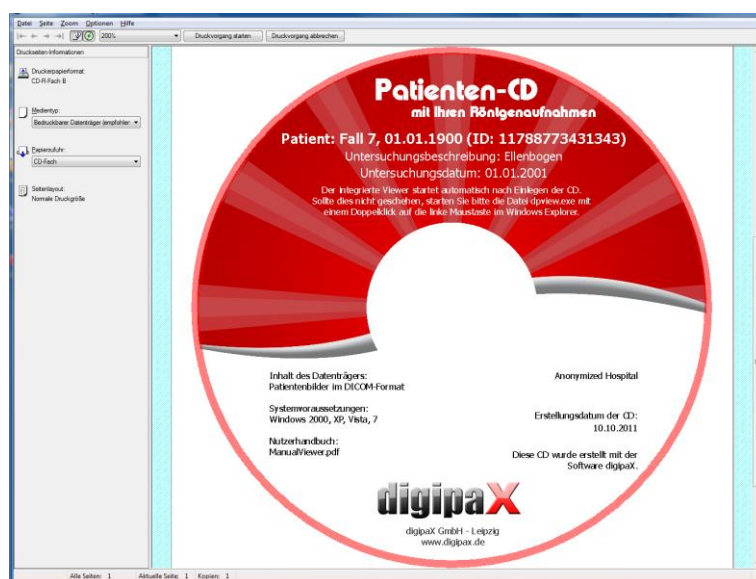 Datei Seite Zoom Optionen Hilfe
200% Druckvorgang starten Druckvorgang abbrechen
Druckseiten-Informationen
Druckerpapierformat:
CD-R-Fach B
Medientyp:
Bedruckbarer Datenträger (empfohler
Papierzufuhr:
CD-Fach
Seitenlayout:
Normale Druckgröße
Patienten-CD
mit Ihren Röntgenaufnahmen
Patient: Fall 7, 01.01.1900 (ID: 11788773431343)
Untersuchungsbeschreibung: Ellenbogen
Untersuchungsdatum: 01.01.2001
Der integrierte Viewer startet automatisch nach Einlegen der CD.
Sollte dies nicht geschehen, starten Sie bitte die Datei dpview.exe mit
einem Doppelklick auf die linke Maustaste im Windows Explorer.
Inhalt des Datenträgers:
Patientenbilder im DICOM-Format
Systemvoraussetzungen:
Windows 2000, XP, Vista, 7
Nutzerhandbuch:
ManualViewer.pdf
Anonymized Hospital
Erstellungsdatum der CD:
10.10.2011
Diese CD wurde erstellt mit der
Software digipaX.
digipaX
digipaX GmbH - Leipzig
www.digipax.de
Alle Seiten: 1 Aktuelle Seite: 1 Kopien: 1